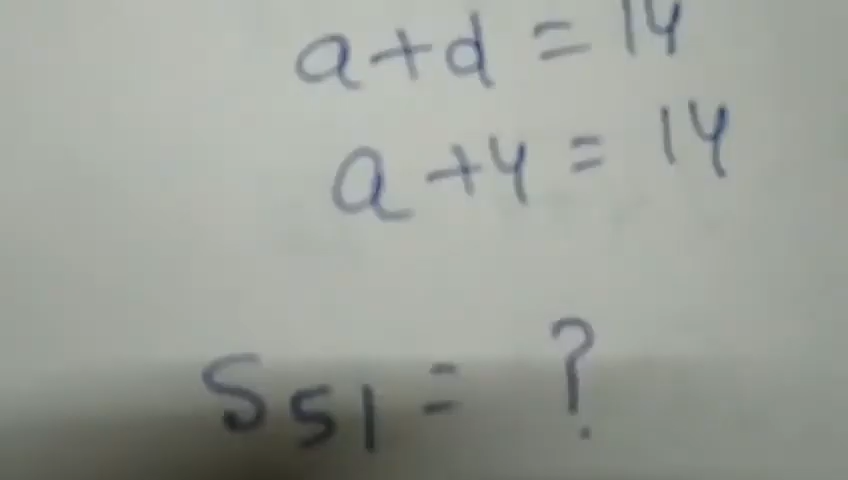 a+d = 14
a+4 = 14
S51 = ?